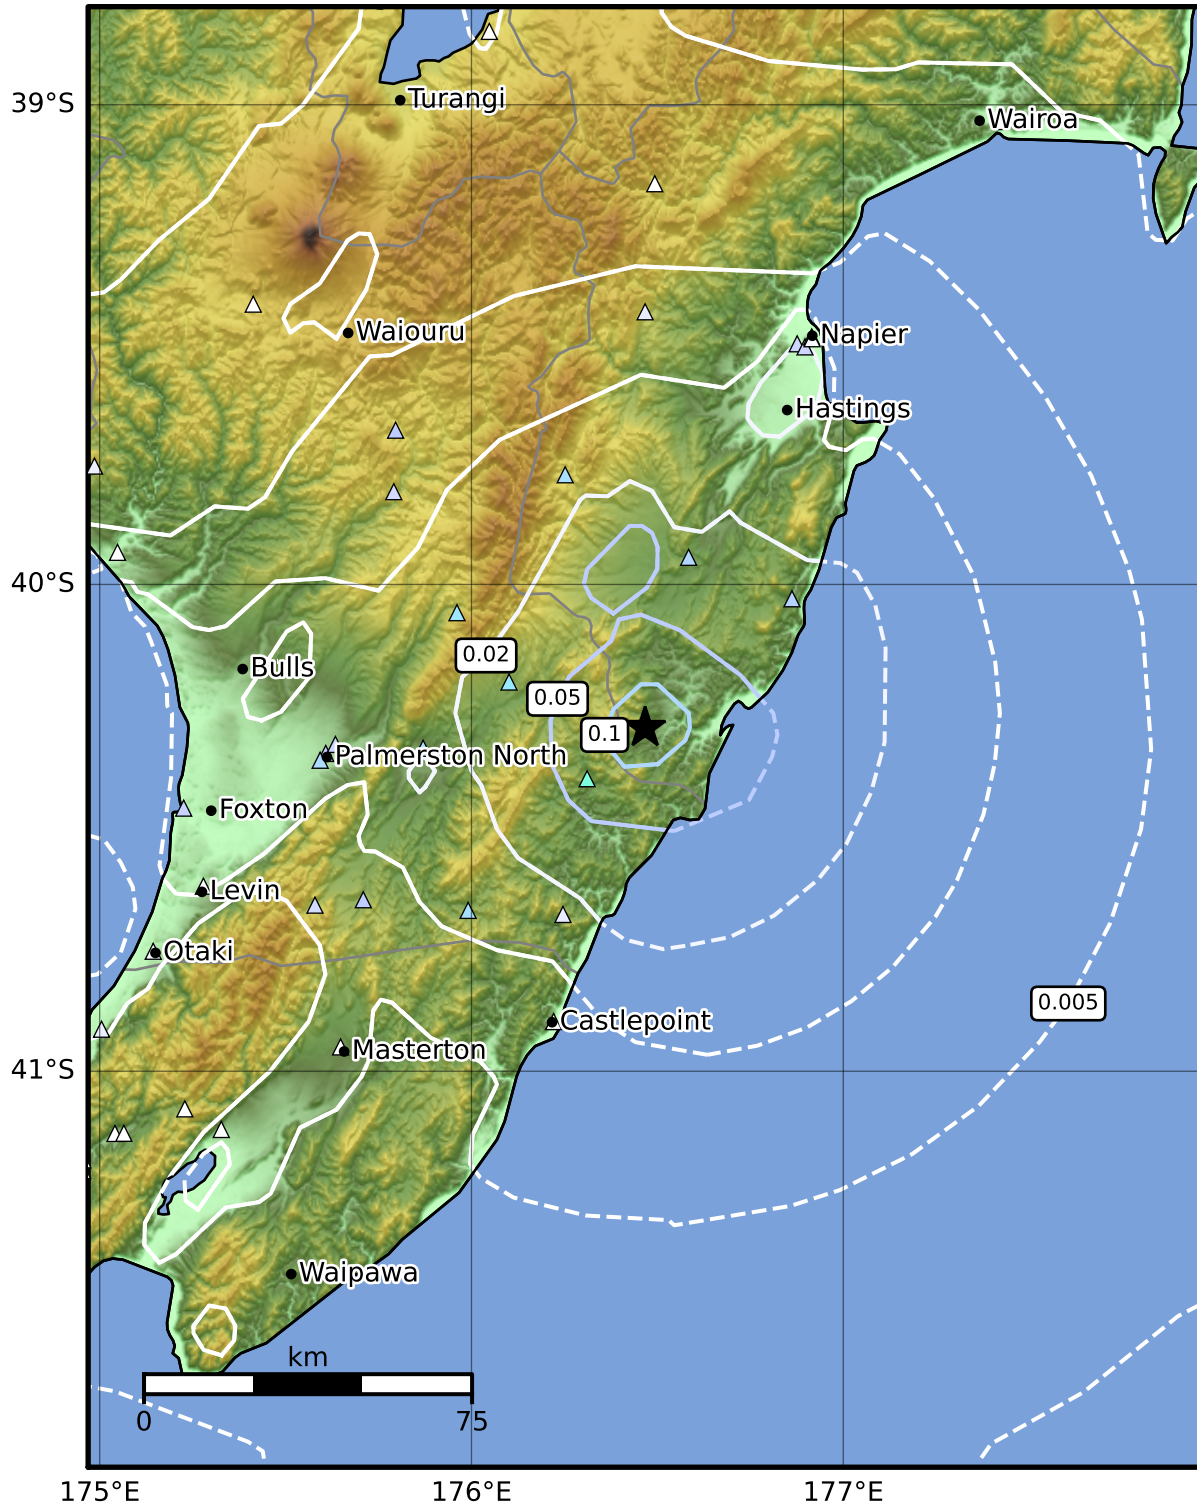 39°S
Turangi
Wairoa
Waiouru
Napier
Hastings
40°S
0.02
Bulls
0.05
0.1
Palmerston North
Foxton
Levin
Otaki
0.005
Castlepoint
Masterton
41°S
Waipawa
km
0 75
175°E 176°E 177°E